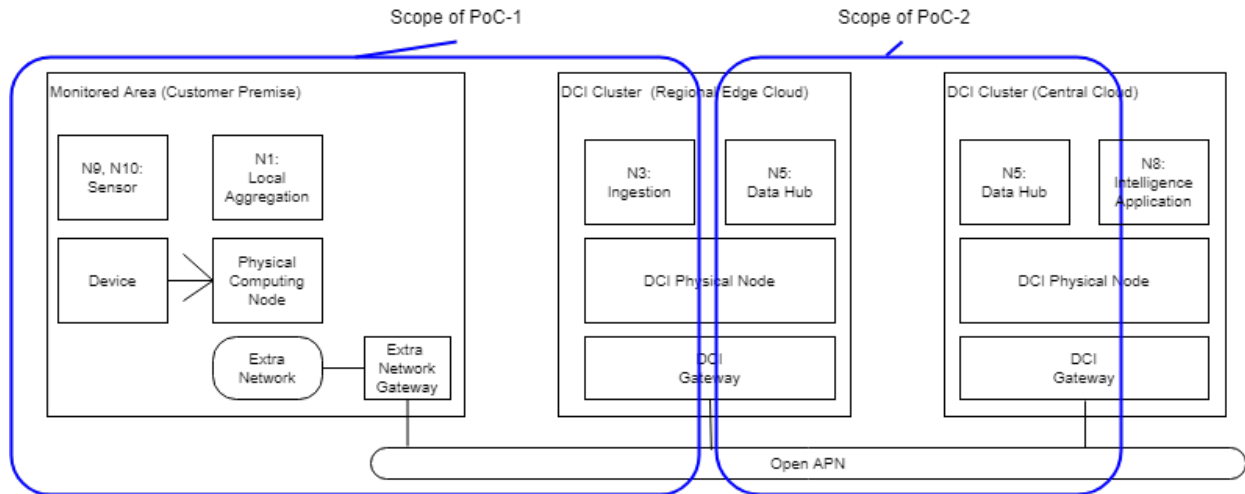 Scope of PoC-1
Scope of PoC-2
Monitored Area (Customer Premise)
N9, N10:
Sensor
N1:
Local
Aggregation
Device
Physical
Computing
Node
Extra
Network
Extra
Network
Gateway
DCI Cluster  (Regional Edge Cloud)
N3:
Ingestion
N5:
Data Hub
DCI Physical Node
DCI
Gateway
DCI Cluster (Central Cloud)
N5:
Data Hub
N8:
Intelligence
Application
DCI Physical Node
DCI
Gateway
Open APN